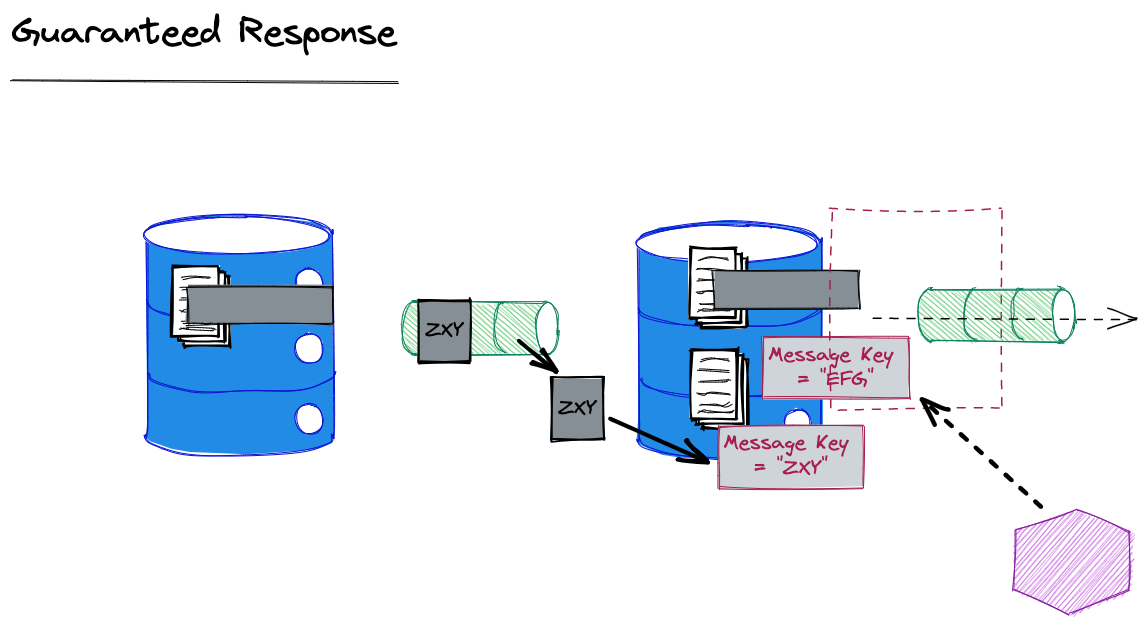 Guaranteed Response
ZXY
ZXY
Message Key
= "EFG"
Message Key
= "ZXY"